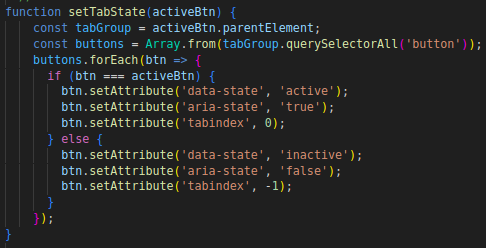 function setTabState(activeBtn) {
    const tabGroup = activeBtn.parentElement;
    const buttons = Array.from(tabGroup.querySelectorAll('button'));
    buttons.forEach(btn => {
      if (btn === activeBtn) {
        btn.setAttribute('data-state', 'active');
        btn.setAttribute('aria-state', 'true');
        btn.setAttribute('tabindex', 0);
      } else {
        btn.setAttribute('data-state', 'inactive');
        btn.setAttribute('aria-state', 'false');
        btn.setAttribute('tabindex', -1);
      }
    });
}